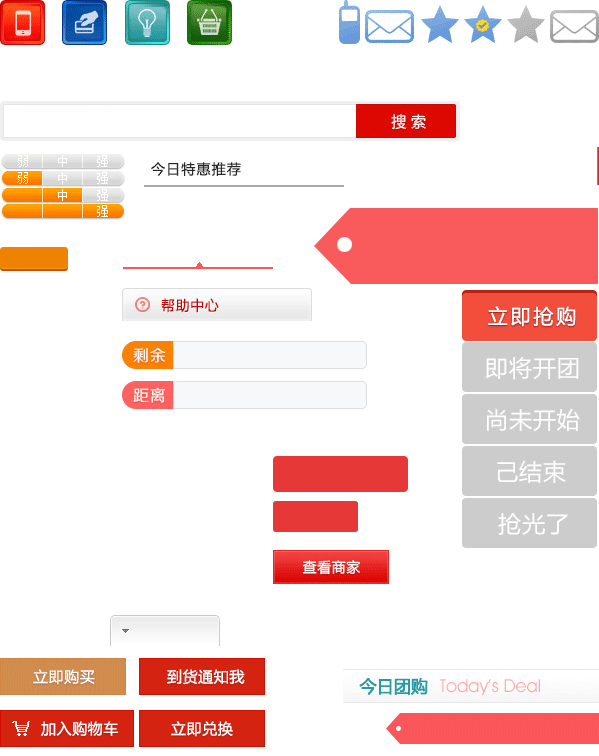 搜索
弱 中 强
弱 中 强
中 强
强
今日特惠推荐
帮助中心
立即抢购
剩余
即将开团
距离
尚未开始
己结束
抢光了
查看商家
立即购买
到货通知我
今日团购 Today's Deal
加入购物车
立即兑换